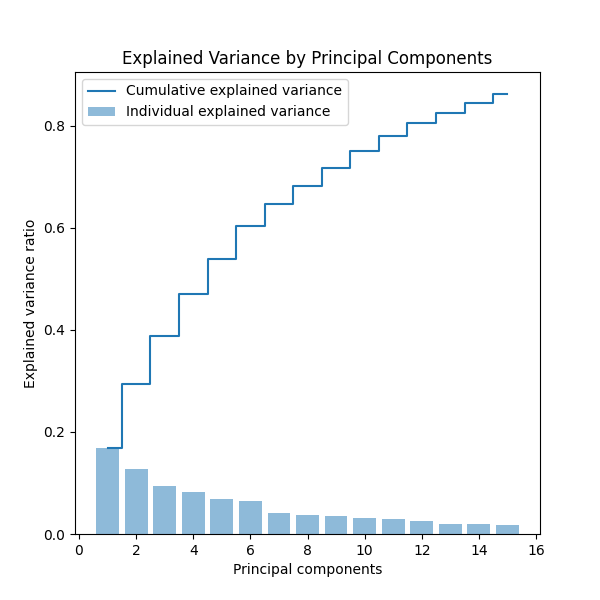 Explained Variance by Principal Components
Cumulative explained variance
Individual explained variance
0.8
0.6
0.4
0.2
0.0
Explained variance ratio
0 2 4 6 8 10 12 14 16
Principal components